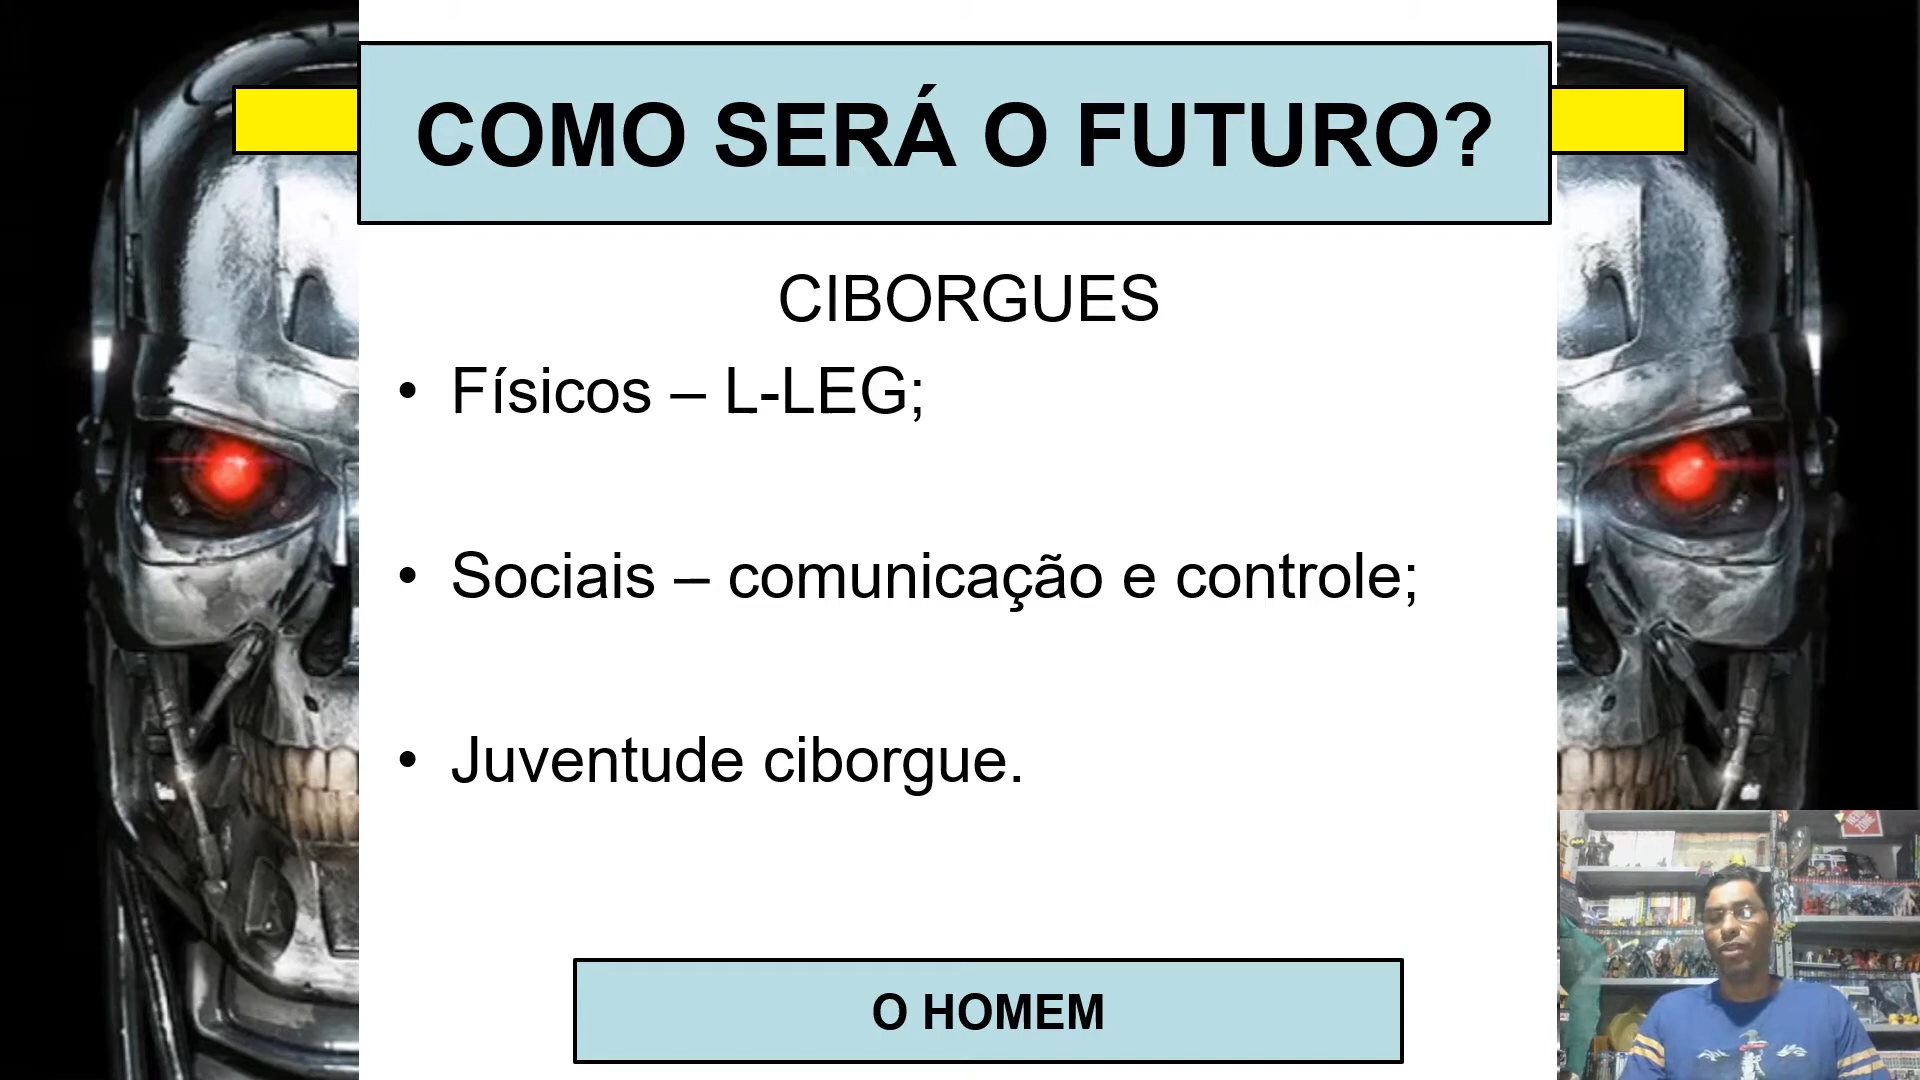 COMO SERÁ O FUTURO?
CIBORGUES
• Físicos – L-LEG;
• Sociais – comunicação e controle;
• Juventude ciborgue.
O HOMEM